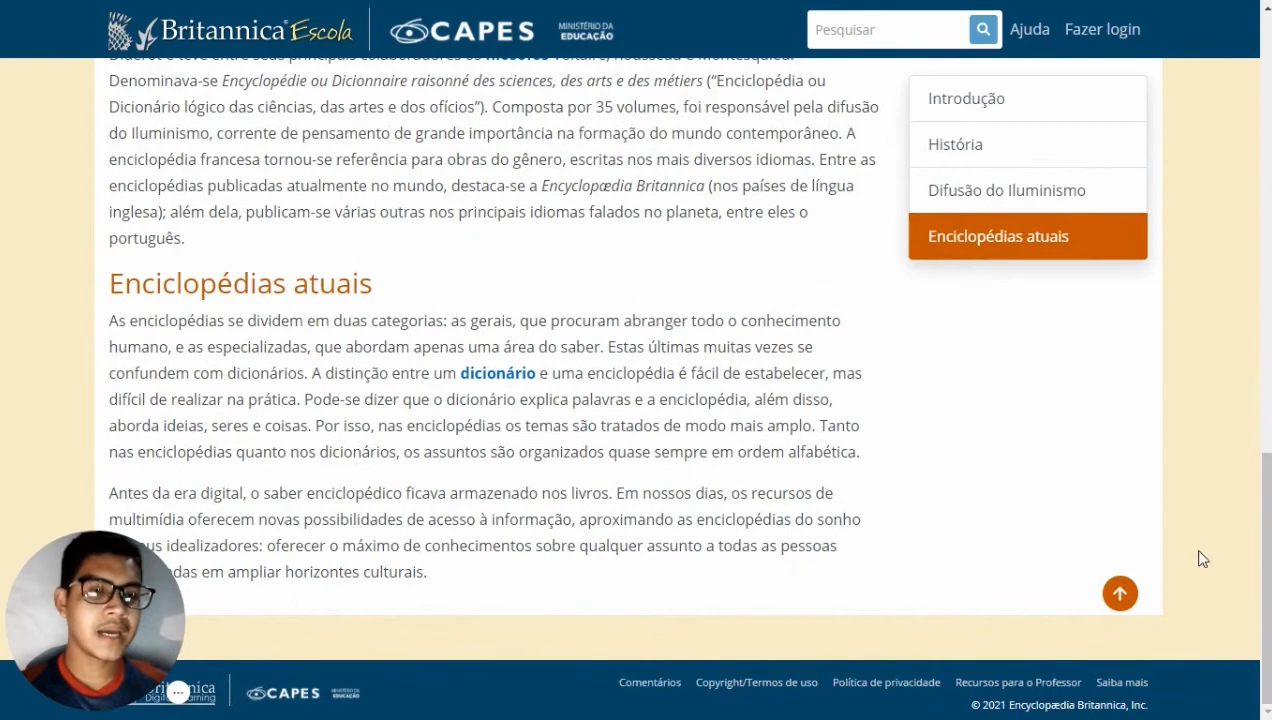 Britannica® Escola
CAPES
MINISTÉRIO DA
EDUCAÇÃO
Pesquisar
Ajuda
Fazer login
Denominava-se Encyclopédie ou Dicionnaire raisonné des sciences, des arts e des métiers (“Enciclopédia ou
Dicionário lógico das ciências, das artes e dos ofícios”). Composta por 35 volumes, foi responsável pela difusão
do Iluminismo, corrente de pensamento de grande importância na formação do mundo contemporâneo. A
enciclopédia francesa tornou-se referência para obras do gênero, escritas nos mais diversos idiomas. Entre as
enciclopédias publicadas atualmente no mundo, destaca-se a Encyclopædia Britannica (nos países de língua
inglesa); além dela, publicam-se várias outras nos principais idiomas falados no planeta, entre eles o
português.
Enciclopédias atuais
As enciclopédias se dividem em duas categorias: as gerais, que procuram abranger todo o conhecimento
humano, e as especializadas, que abordam apenas uma área do saber. Estas últimas muitas vezes se
confundem com dicionários. A distinção entre um dicionário e uma enciclopédia é fácil de estabelecer, mas
difícil de realizar na prática. Pode-se dizer que o dicionário explica palavras e a enciclopédia, além disso,
aborda ideias, seres e coisas. Por isso, nas enciclopédias os temas são tratados de modo mais amplo. Tanto
nas enciclopédias quanto nos dicionários, os assuntos são organizados quase sempre em ordem alfabética.
Antes da era digital, o saber enciclopédico ficava armazenado nos livros. Em nossos dias, os recursos de
multimídia oferecem novas possibilidades de acesso à informação, aproximando as enciclopédias do sonho
idealizadores: oferecer o máximo de conhecimentos sobre qualquer assunto a todas as pessoas
em ampliar horizontes culturais.
Introdução
História
Difusão do Iluminismo
Enciclopédias atuais
CAPES
MINISTÉRIO DA
EDUCAÇÃO
Comentários
Copyright/Termos de uso
Política de privacidade
Recursos para o Professor
Saiba mais
© 2021 Encyclopædia Britannica, Inc.